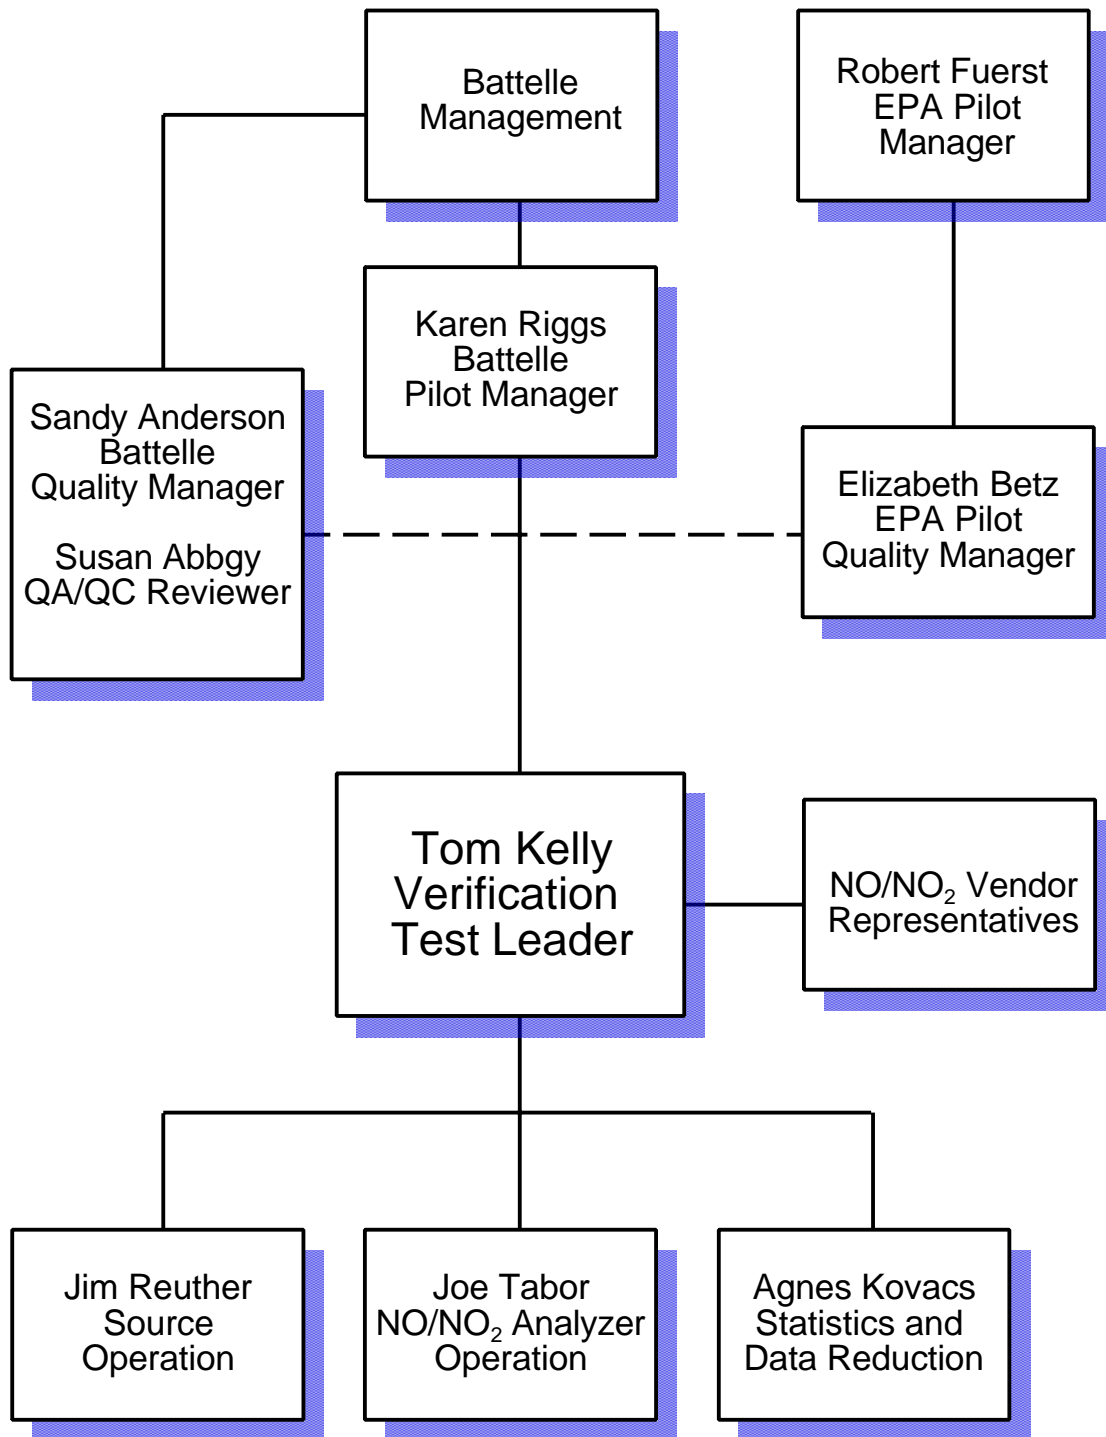 Battelle
Management
Robert Fuerst
EPA Pilot
Manager
Karen Riggs
Battelle
Pilot Manager
Sandy Anderson
Battelle
Quality Manager
Susan Abbgy
QA/QC Reviewer
Elizabeth Betz
EPA Pilot
Quality Manager
Tom Kelly
Verification
Test Leader
NO/NO₂ Vendor
Representatives
Jim Reuther
Source
Operation
Joe Tabor
NO/NO₂ Analyzer
Operation
Agnes Kovacs
Statistics and
Data Reduction